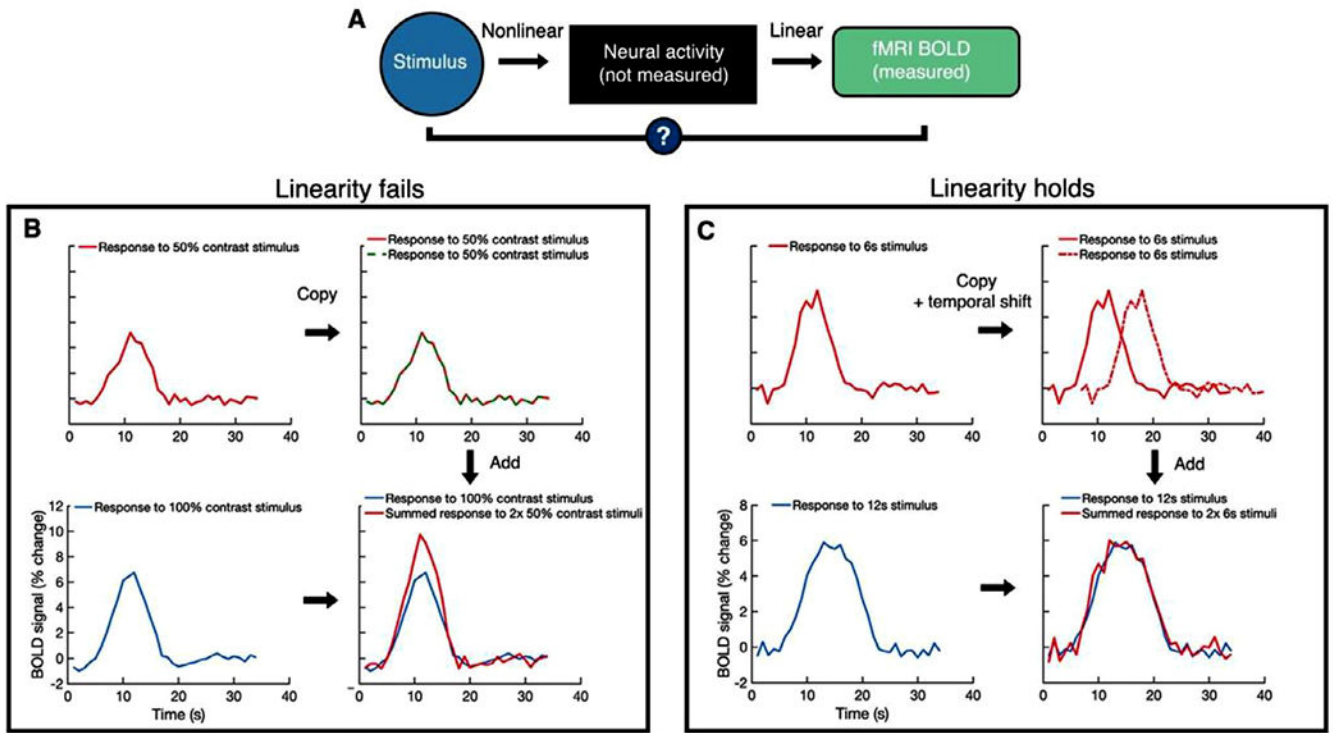 A
Stimulus
Nonlinear
Neural activity
(not measured)
Linear
fMRI BOLD
(measured)
?
Linearity fails
B
Response to 50% contrast stimulus
0
10
20
30
40
Copy
Response to 50% contrast stimulus
Response to 50% contrast stimulus
0
10
20
30
40
Add
Response to 100% contrast stimulus
BOLD signal (% change)
12
10
8
6
4
2
0
-2
0
10
20
30
40
Time (s)
Response to 100% contrast stimulus
Summed response to 2x 50% contrast stimuli
0
10
20
30
40
Linearity holds
C
Response to 6s stimulus
0
10
20
30
40
Copy
+ temporal shift
Response to 6s stimulus
Response to 6s stimulus
0
10
20
30
40
Add
Response to 12s stimulus
BOLD signal (% change)
8
6
4
2
0
-2
0
10
20
30
40
Time (s)
Response to 12s stimulus
Summed response to 2x 6s stimuli
0
10
20
30
40